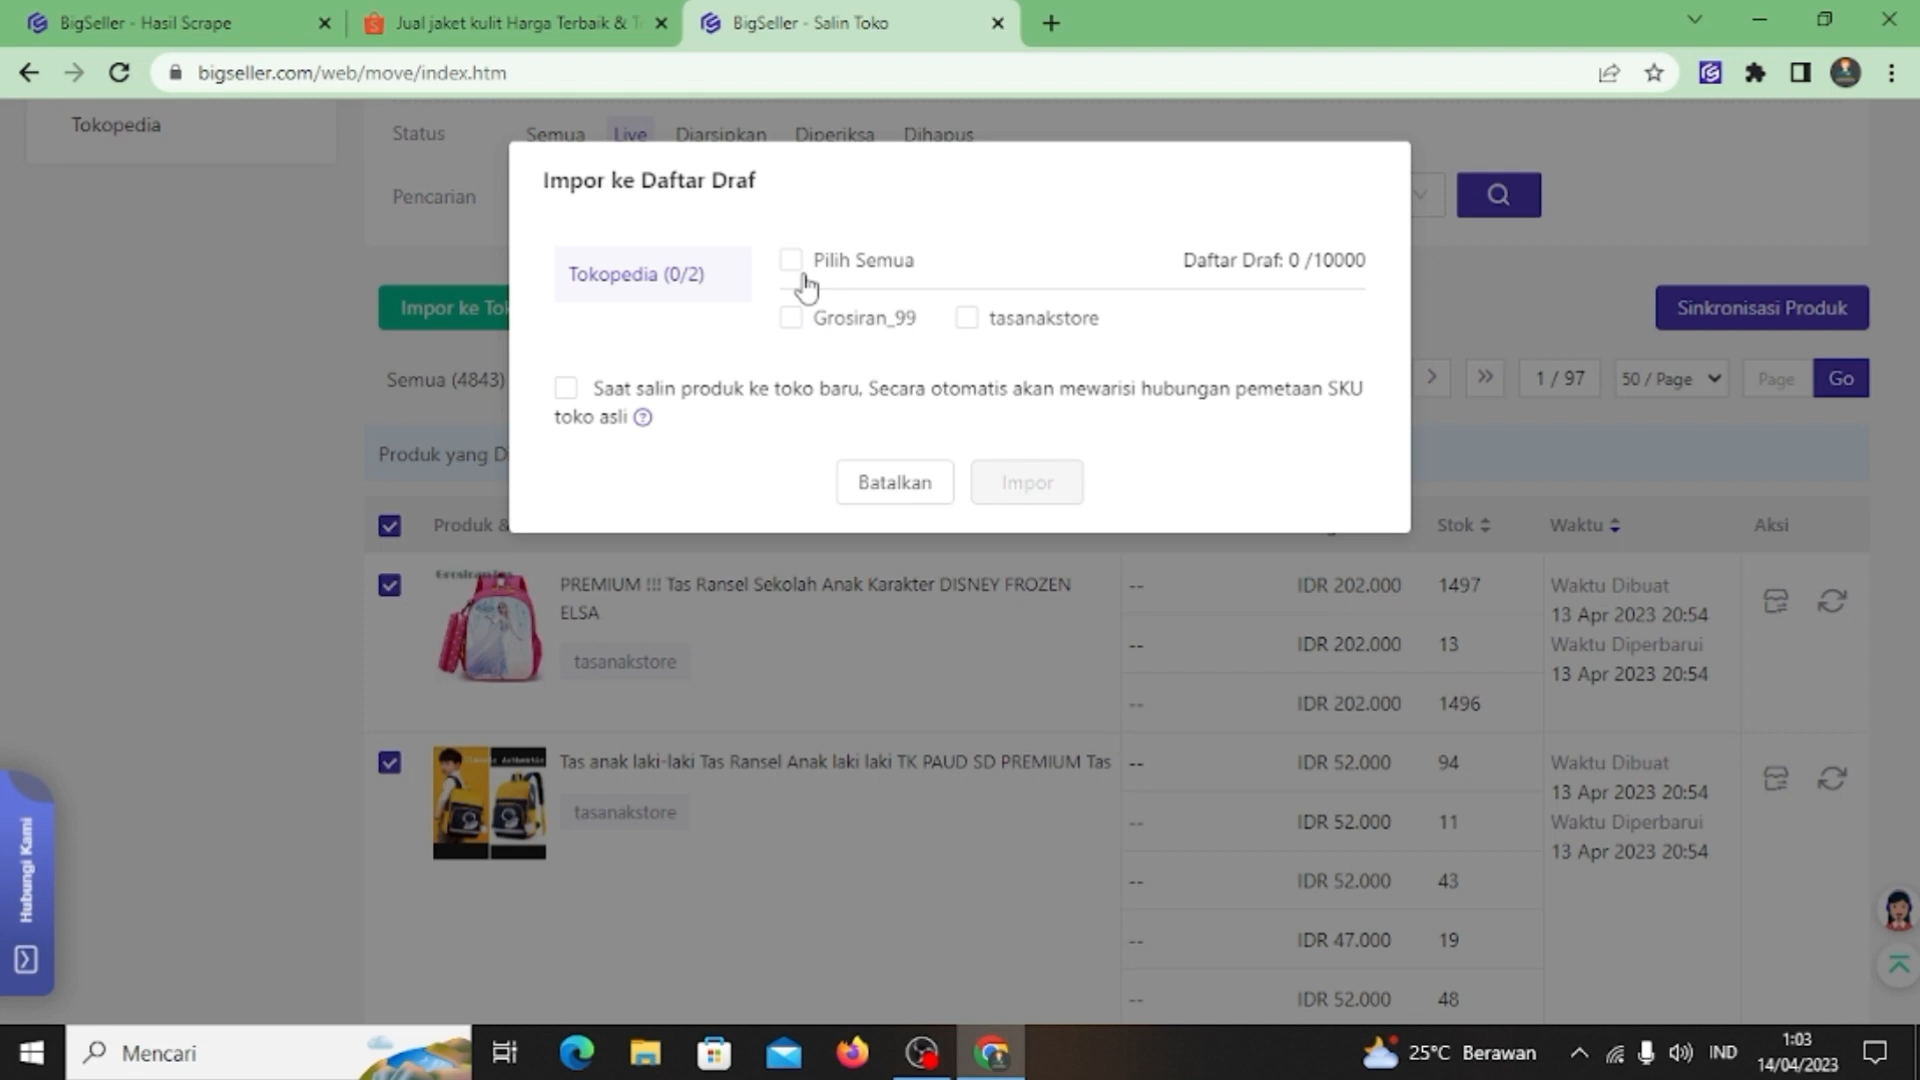 BigSeller - Hasil Scrape
Jual jaket kulit Harga Terbaik &
BigSeller - Salin Toko
bigseller.com/web/move/index.htm
Tokopedia
Status Semua Live Diarsipkan Diperiksa Dihapus
Pencarian
Impor ke Daftar Draf
Tokopedia (0/2)
Pilih Semua
Daftar Draf: 0 /10000
Grosiran_99
tasanakstore
Saat salin produk ke toko baru, Secara otomatis akan mewarisi hubungan pemetaan SKU
toko asli
Batalkan
Impor
Impor ke
Sinkronisasi Produk
Semua (4843)
1 / 97
50 / Page
Page
Go
Produk yang
Produk &
Stok
Waktu
Aksi
PREMIUM !!! Tas Ransel Sekolah Anak Karakter DISNEY FROZEN
ELSA
tasanakstore
-- IDR 202.000 1497
-- IDR 202.000 13
-- IDR 202.000 1496
Waktu Dibuat
13 Apr 2023 20:54
Waktu Diperbarui
13 Apr 2023 20:54
Tas anak laki-laki Tas Ransel Anak laki laki TK PAUD SD PREMIUM Tas
tasanakstore
-- IDR 52.000 94
-- IDR 52.000 11
-- IDR 52.000 43
-- IDR 47.000 19
-- IDR 52.000 48
Waktu Dibuat
13 Apr 2023 20:54
Waktu Diperbarui
13 Apr 2023 20:54
Hubungi Kami
Mencari
25°C Berawan
IND
1:03
14/04/2023